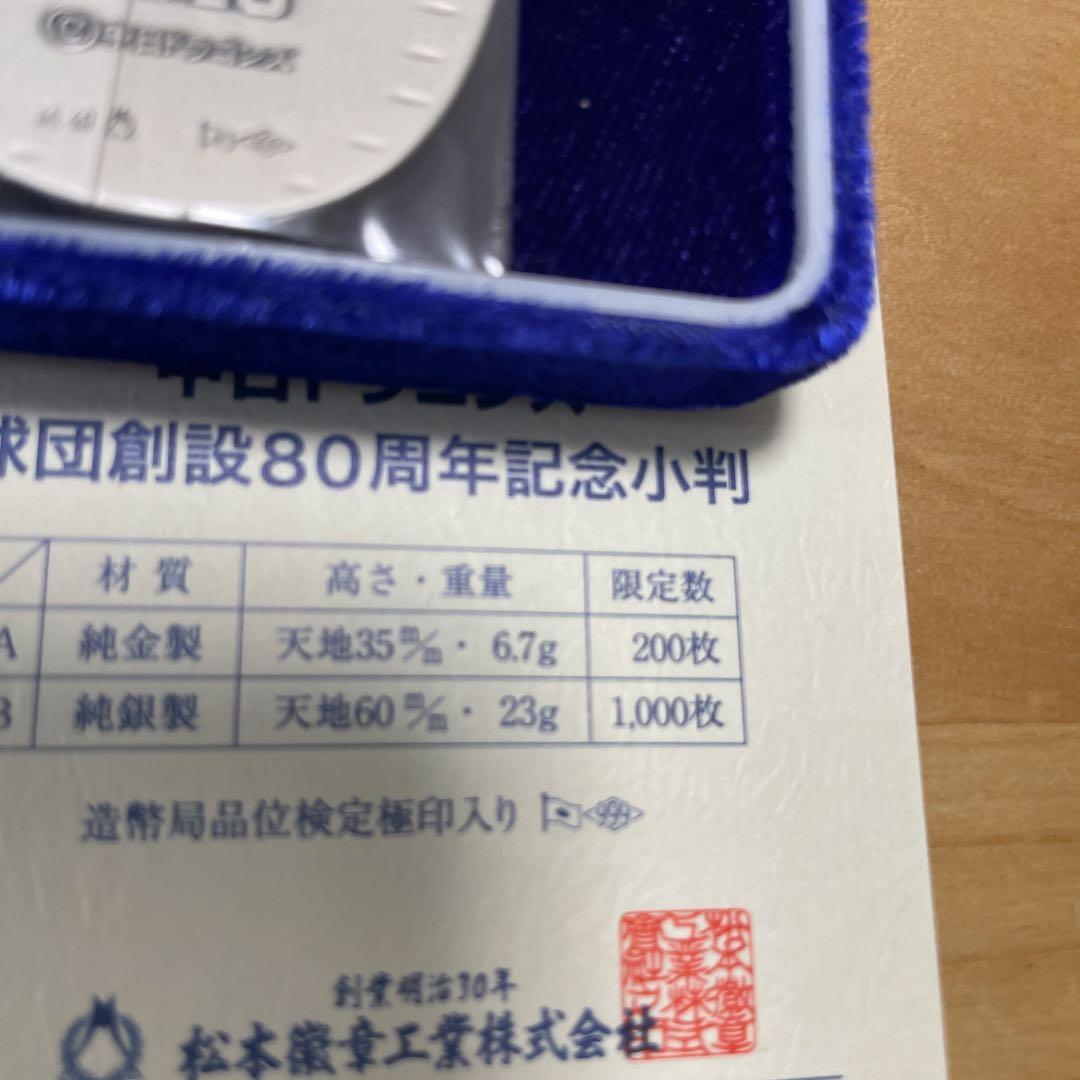 球団創設80周年記念小判
材質 高さ・重量 限定数
A 純金製 天地35m/m・6.7g 200枚
B 純銀製 天地60m/m・23g 1,000枚
造幣局品位検定極印入り 999
創業明治30年
松本徽章工業株式会社